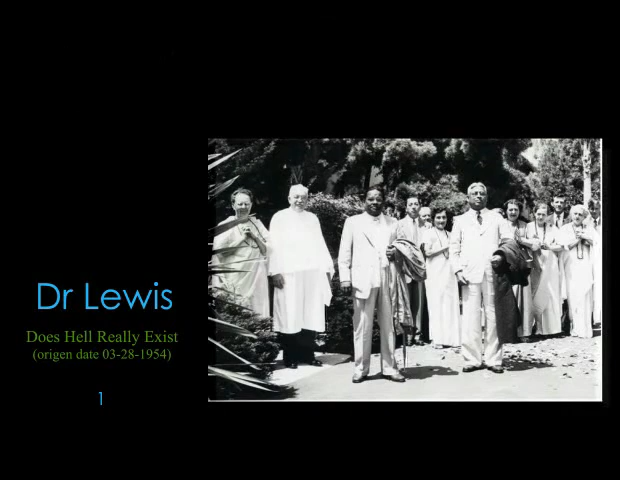 Dr Lewis
Does Hell Really Exist
(origen date 03-28-1954)
1